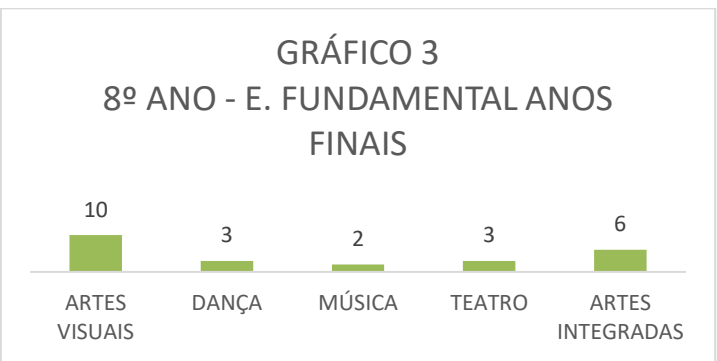 GRÁFICO 3
8º ANO - E. FUNDAMENTAL ANOS
FINAIS
10
3
2
3
6
ARTES
VISUAIS
DANÇA
MÚSICA
TEATRO
ARTES
INTEGRADAS